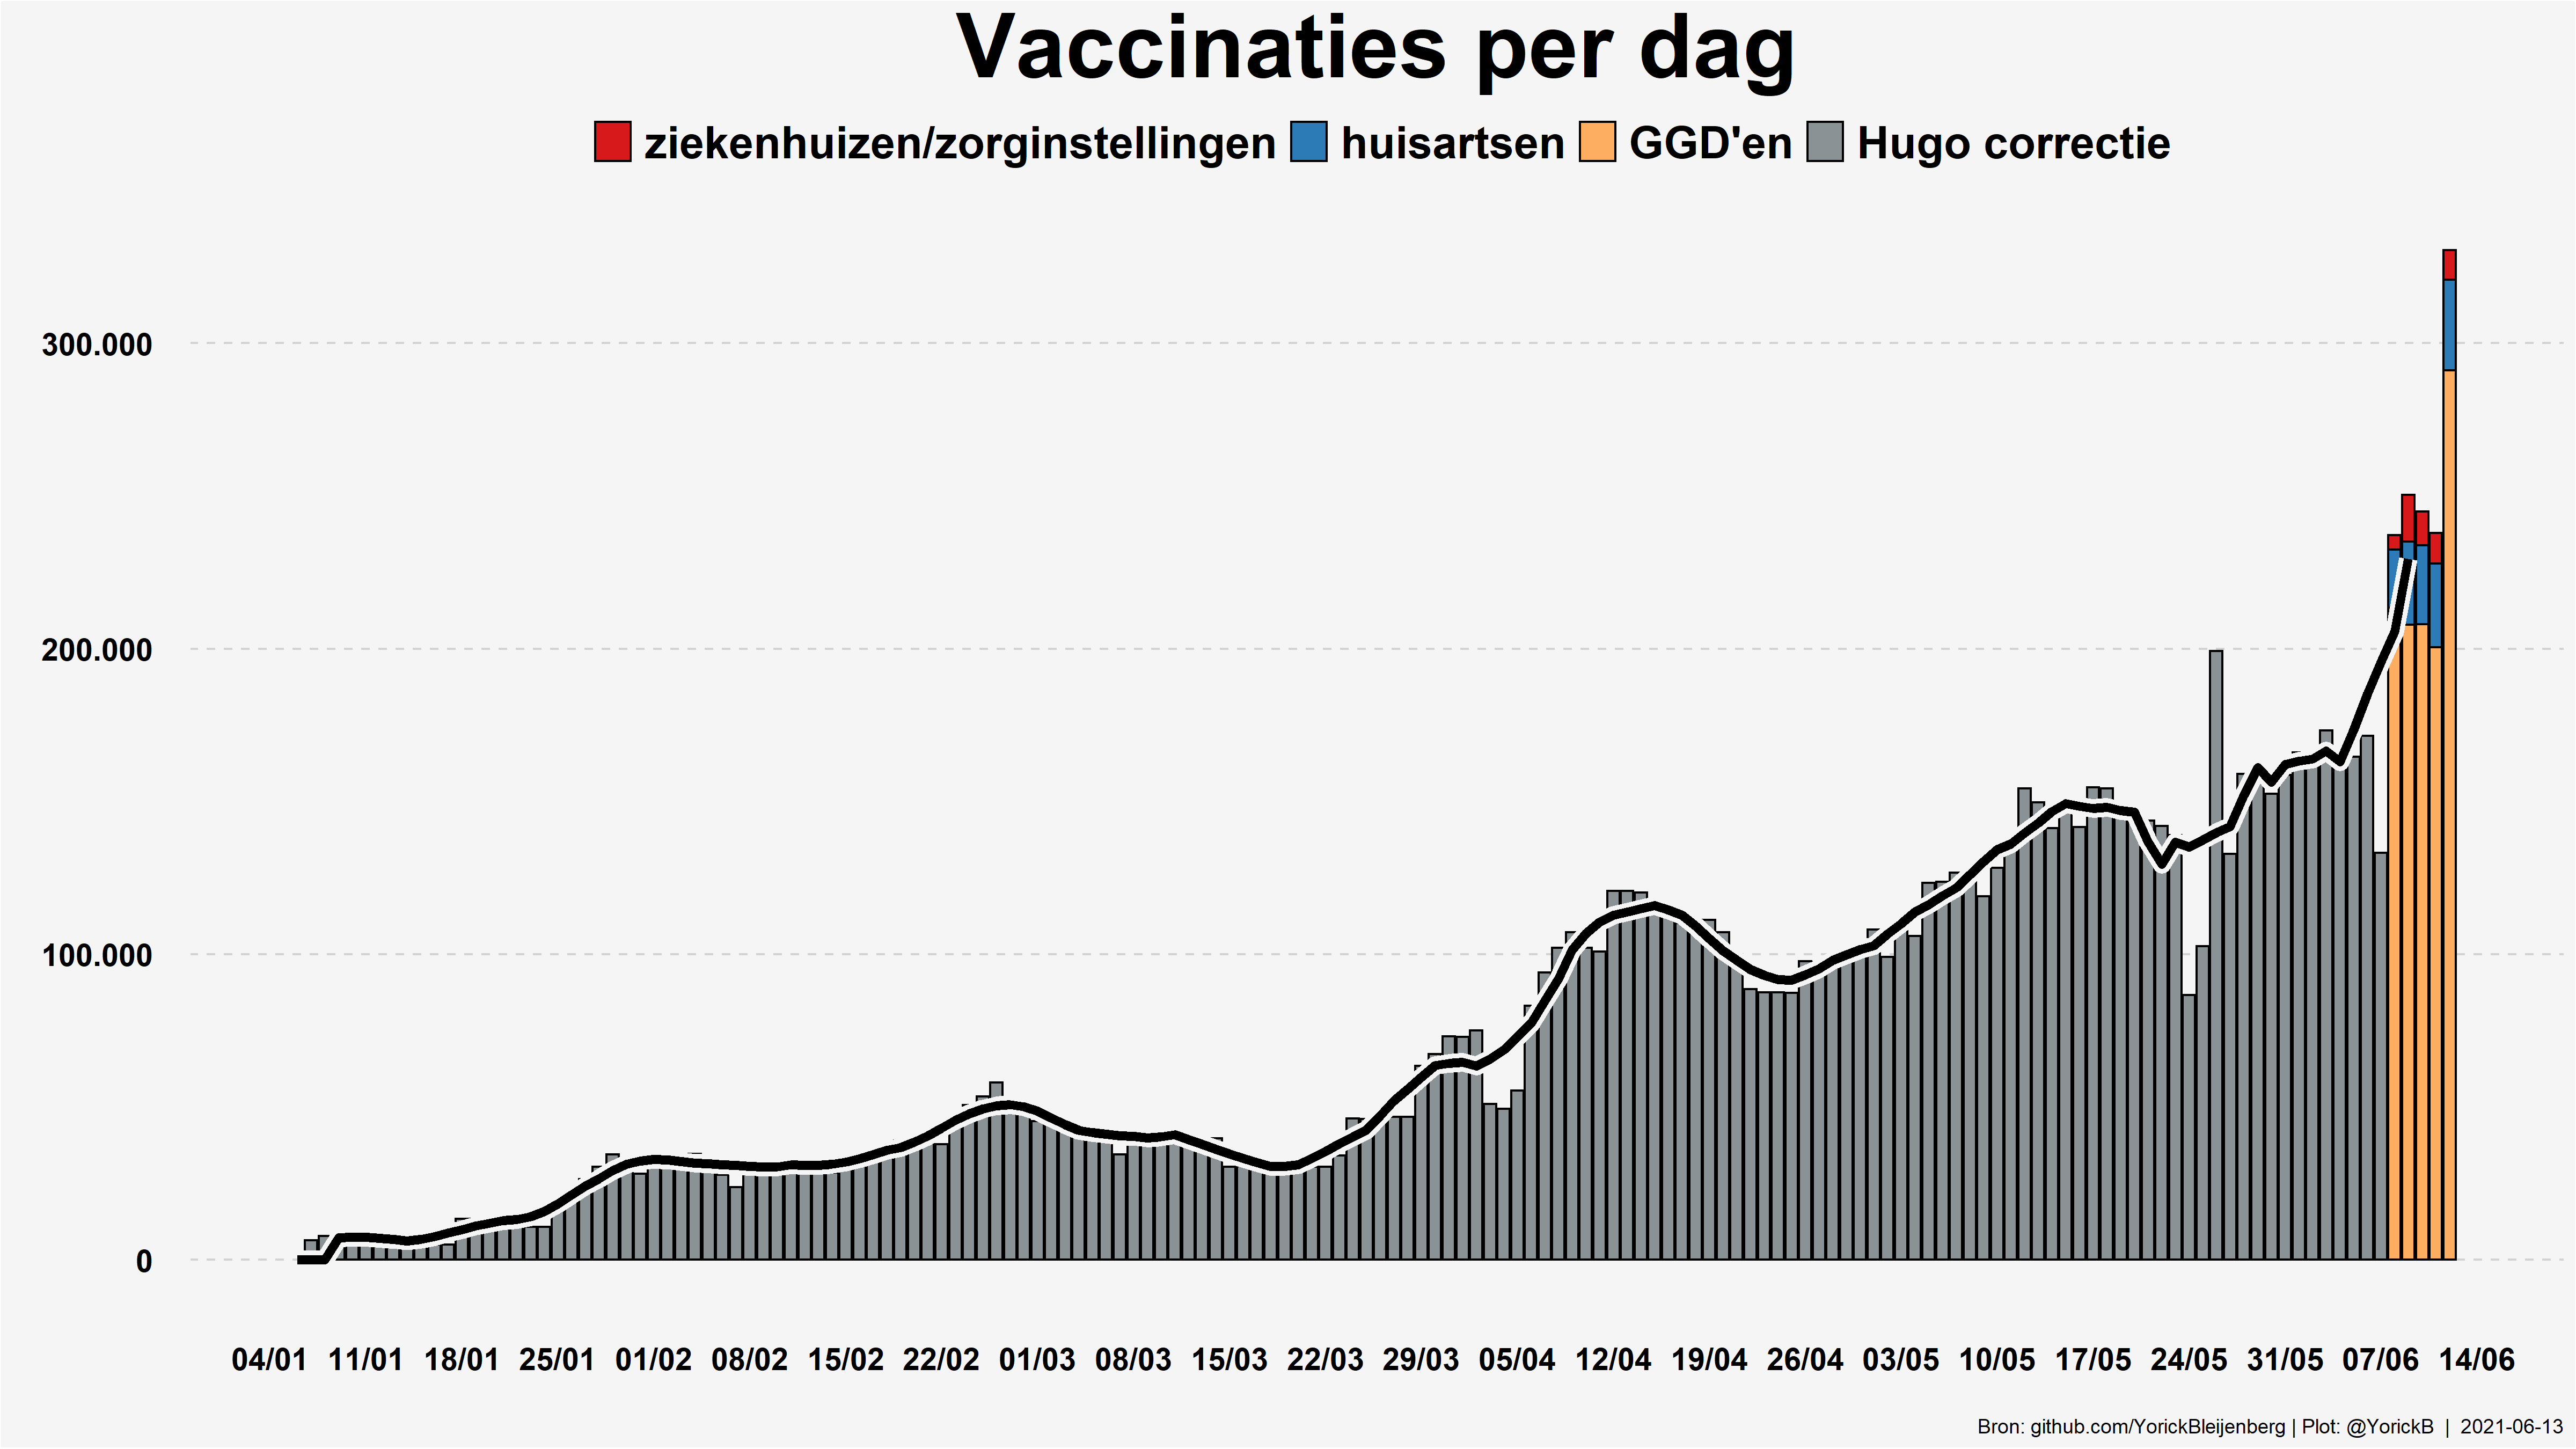 Vaccinaties per dag
ziekenhuizen/zorginstellingen huisartsen GGD'en Hugo correctie
300.000
200.000
100.000
0
04/01 11/01 18/01 25/01 01/02 08/02 15/02 22/02 01/03 08/03 15/03 22/03 29/03 05/04 12/04 19/04 26/04 03/05 10/05 17/05 24/05 31/05 07/06 14/06
Bron: github.com/YorickBleijenberg | Plot: @YorickB | 2021-06-13